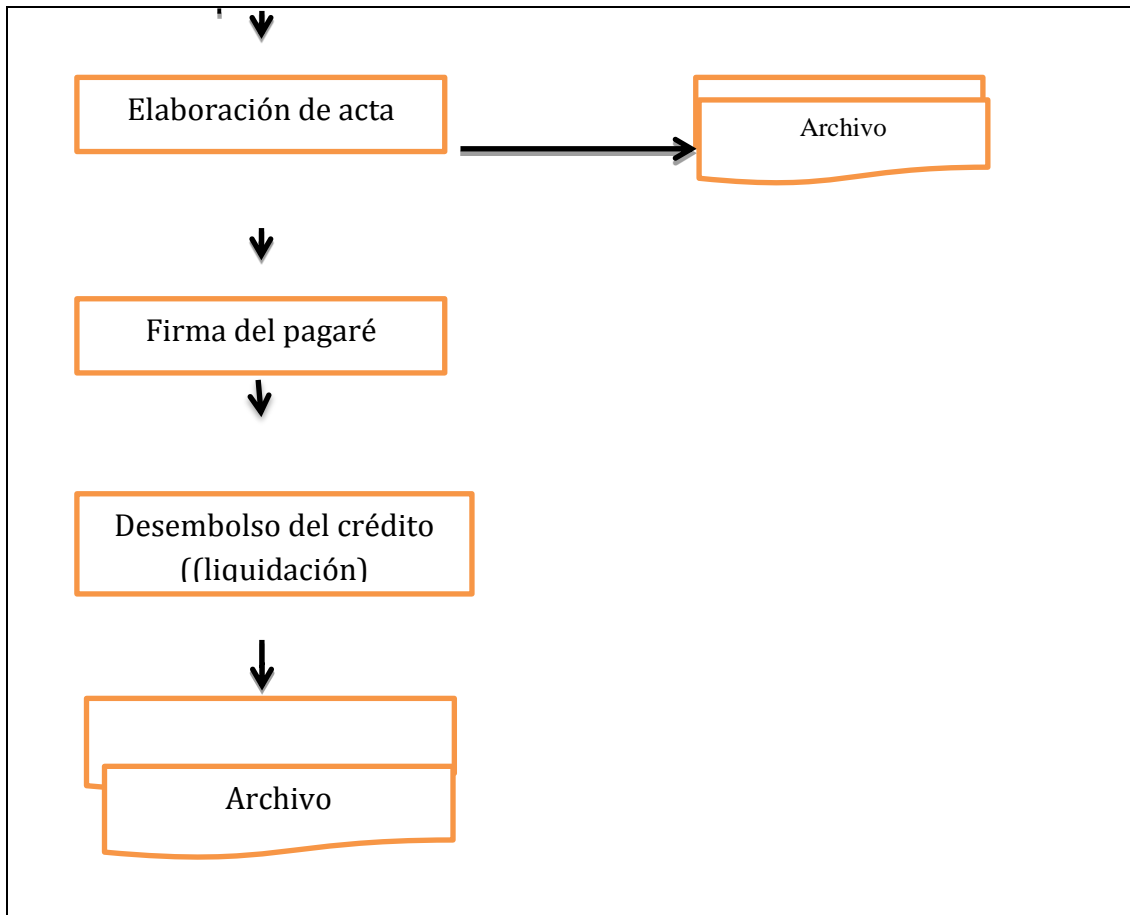 Elaboración de acta
Archivo
Firma del pagaré
Desembolso del crédito
((liquidación)
Archivo